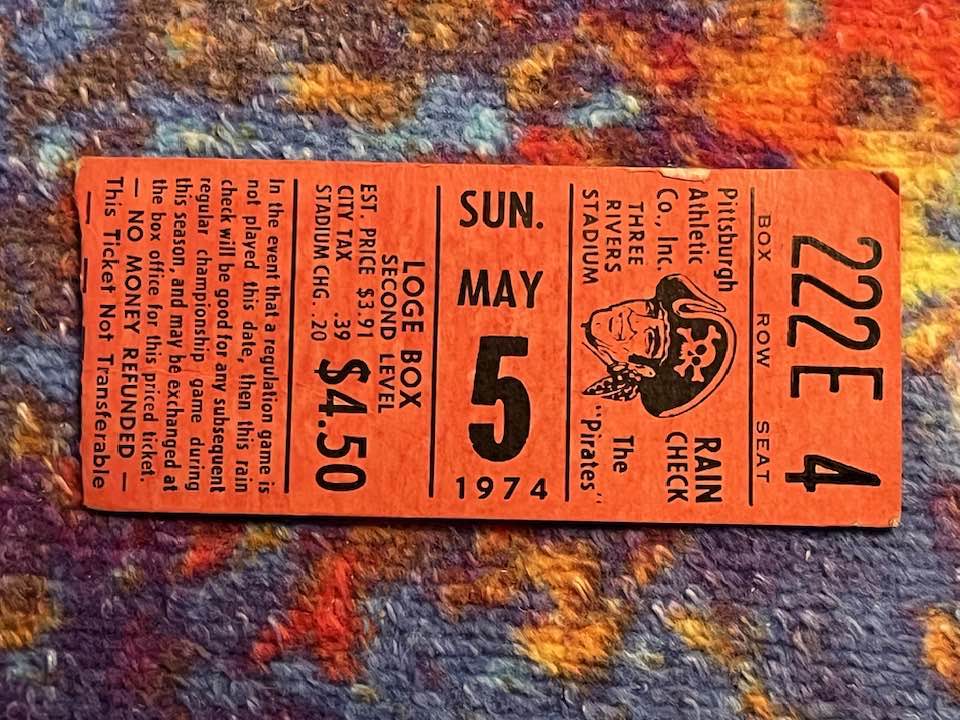 222 E 4
BOX ROW SEAT
Pittsburgh
Athletic
Co., Inc
THREE
RIVERS
STADIUM
RAIN
CHECK
The
"Pirates"
SUN.
MAY
5
1974
LOGE BOX
SECOND LEVEL
EST. PRICE $3.91
CITY TAX .39
STADIUM CHG. .20
$4.50
In the event that a regulation game is
not played this date, then this rain
check will be good for any subsequent
regular championship game during
this season, and may be exchanged at
the box office for this priced ticket.
— NO MONEY REFUNDED —
This Ticket Not Transferable